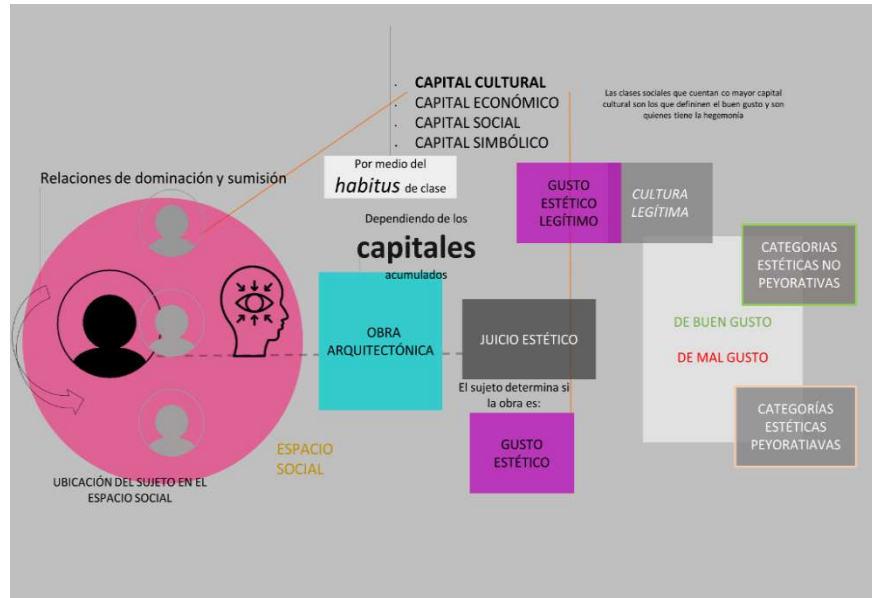 · CAPITAL CULTURAL
· CAPITAL ECONÓMICO
· CAPITAL SOCIAL
· CAPITAL SIMBÓLICO
Las clases sociales que cuentan co mayor capital
cultural son los que defininen el buen gusto y son
quienes tiene la hegemonía
Relaciones de dominación y sumisión
Por medio del
habitus de clase
Dependiendo de los
capitales
acumulados
GUSTO
ESTÉTICO
LEGÍTIMO
CULTURA
LEGÍTIMA
CATEGORIAS
ESTÉTICAS NO
PEYORATIVAS
OBRA
ARQUITECTÓNICA
JUICIO ESTÉTICO
DE BUEN GUSTO
DE MAL GUSTO
El sujeto determina si
la obra es:
GUSTO
ESTÉTICO
CATEGORÍAS
ESTÉTICAS
PEYORATIAVAS
ESPACIO
SOCIAL
UBICACIÓN DEL SUJETO EN EL
ESPACIO SOCIAL